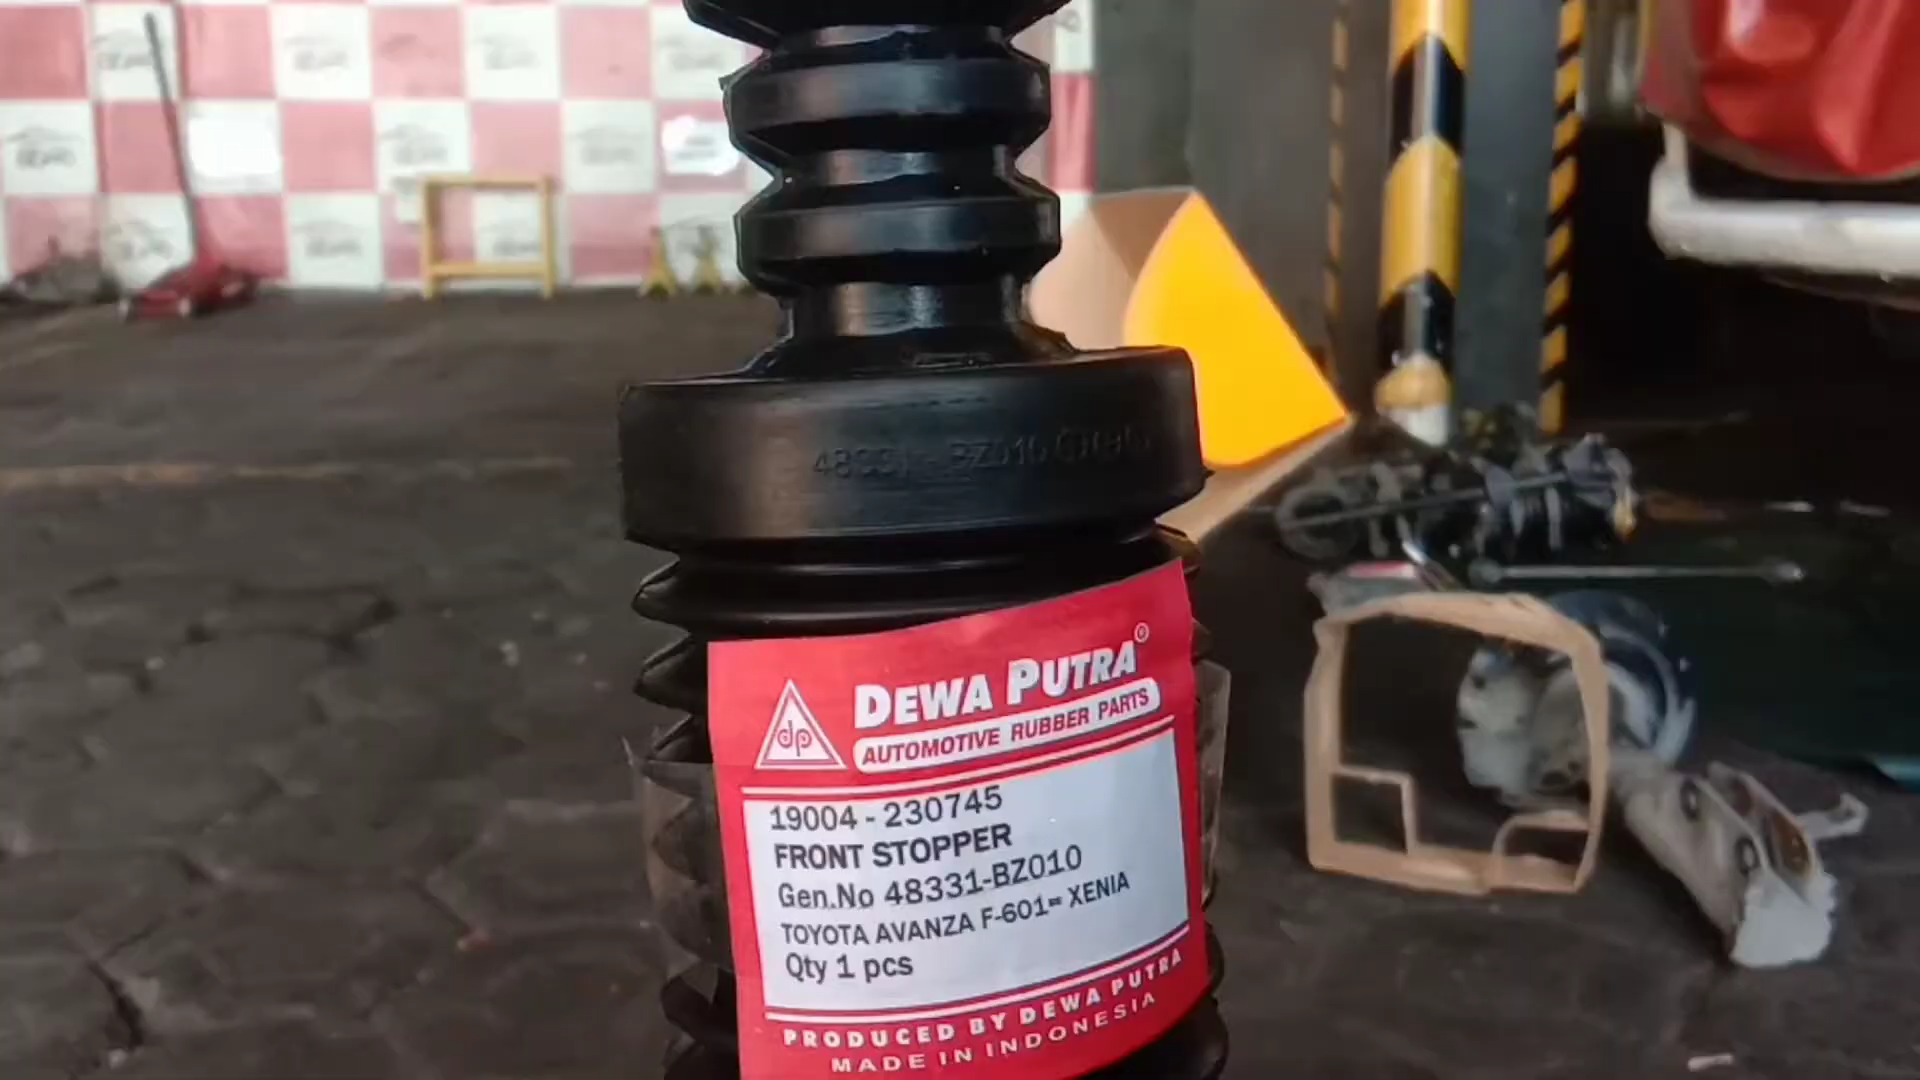 48331-BZ010
DEWA PUTRA®
dp
AUTOMOTIVE RUBBER PARTS
19004 - 230745
FRONT STOPPER
Gen.No 48331-BZ010
TOYOTA AVANZA F-601= XENIA
Qty 1 pcs
PRODUCED BY DEWA PUTRA
MADE IN INDONESIA